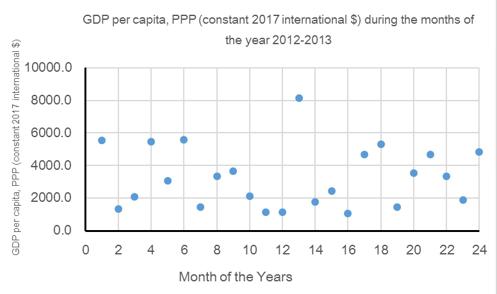 GDP per capita, PPP (constant 2017 international $) during the months of
the year 2012-2013
GDP per capita, PPP (constant 2017 international $)
10000.0
8000.0
6000.0
4000.0
2000.0
0.0
0 2 4 6 8 10 12 14 16 18 20 22 24
Month of the Years